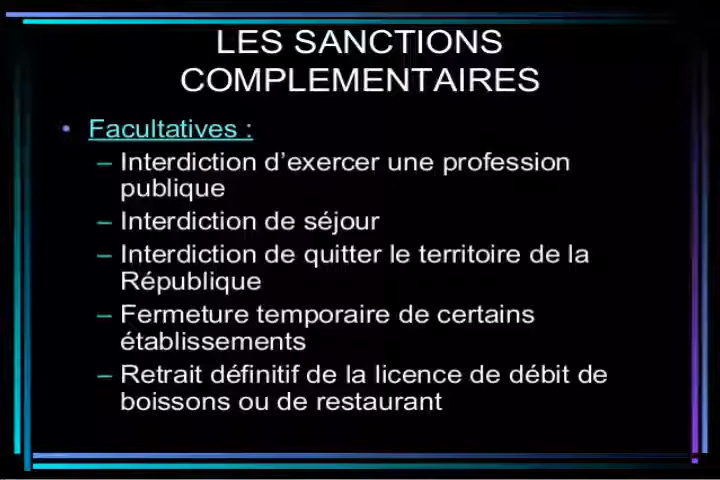 LES SANCTIONS
COMPLEMENTAIRES
• Facultatives :
– Interdiction d’exercer une profession
publique
– Interdiction de séjour
– Interdiction de quitter le territoire de la
République
– Fermeture temporaire de certains
établissements
– Retrait définitif de la licence de débit de
boissons ou de restaurant